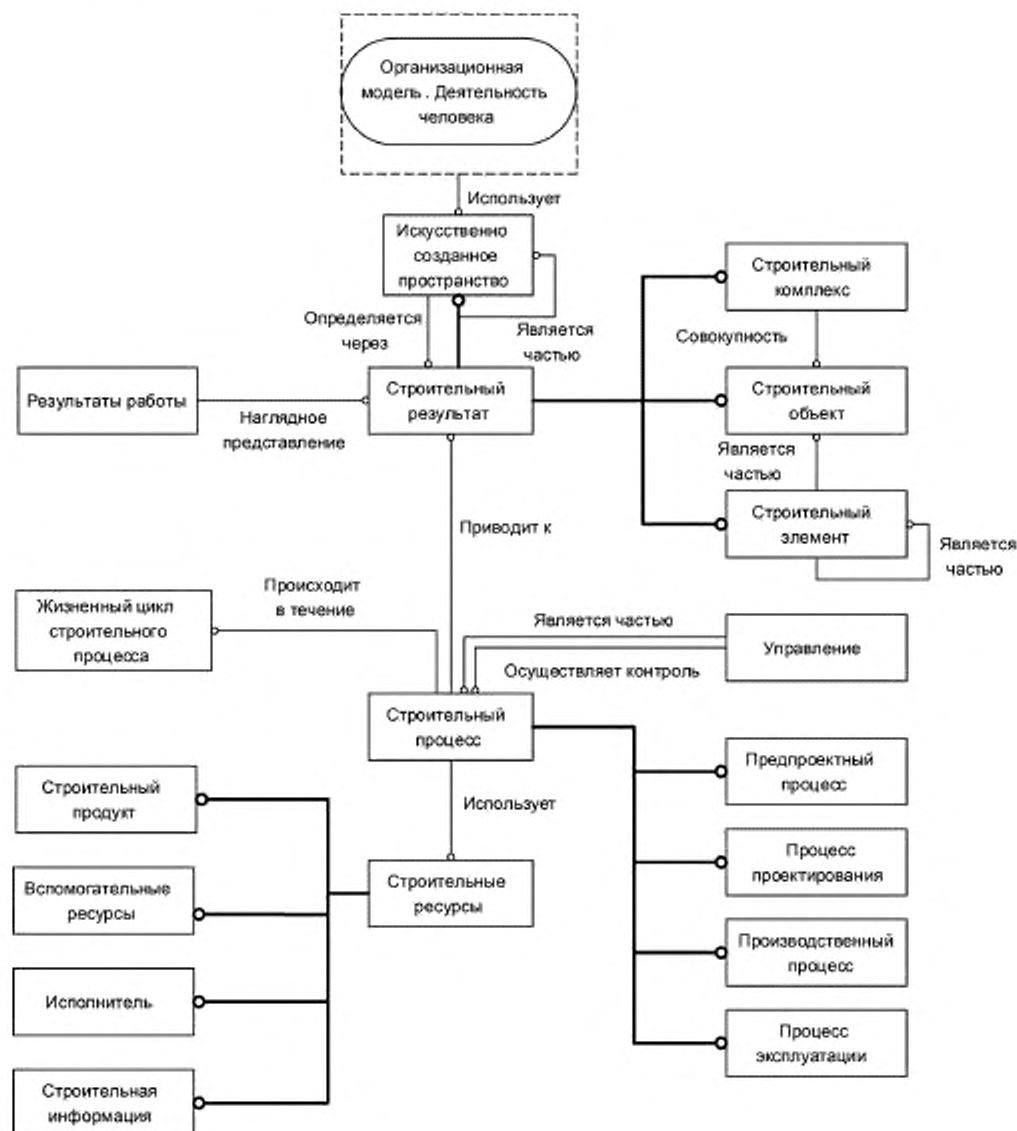 Организационная
модель . Деятельность
человека
Использует
Искусственно
созданное
пространство
Определяется
через
Является
частью
Строительный
комплекс
Совокупность
Результаты работы
Наглядное
представление
Строительный
результат
Строительный
объект
Является
частью
Строительный
элемент
Является
частью
Приводит к
Происходит
в течение
Жизненный цикл
строительного
процесса
Является частью
Осуществляет контроль
Управление
Строительный
процесс
Предпроектный
процесс
Строительный
продукт
Использует
Процесс
проектирования
Вспомогательные
ресурсы
Строительные
ресурсы
Производственный
процесс
Исполнитель
Процесс
эксплуатации
Строительная
информация